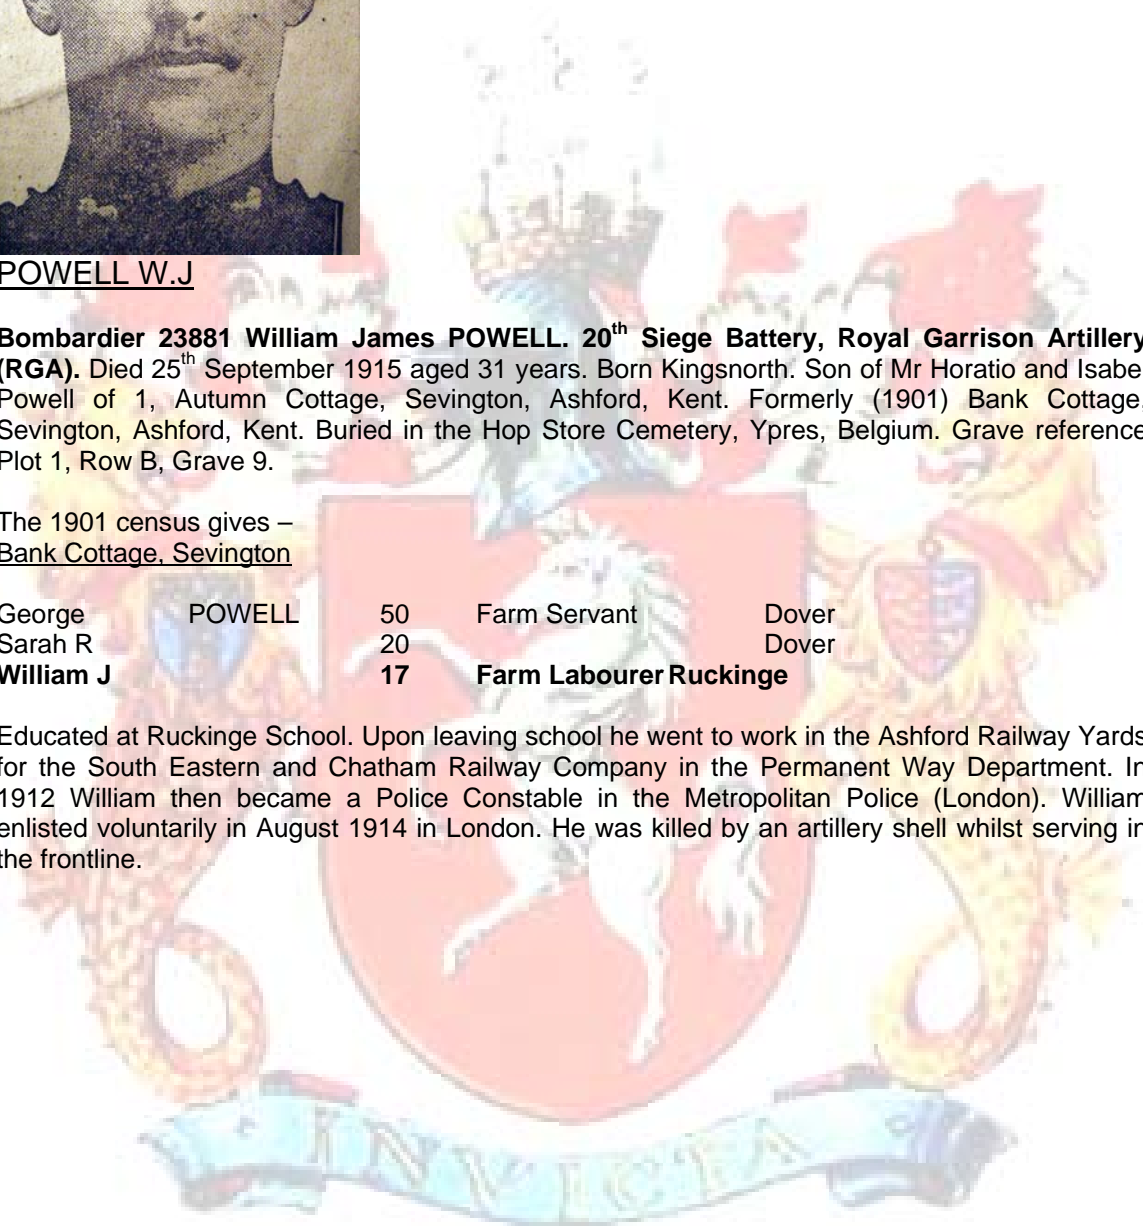 POWELL W.J
Bombardier 23881 William James POWELL. 20th Siege Battery, Royal Garrison Artillery
(RGA). Died 25th September 1915 aged 31 years. Born Kingsnorth. Son of Mr Horatio and Isabel
Powell of 1, Autumn Cottage, Sevington, Ashford, Kent. Formerly (1901) Bank Cottage,
Sevington, Ashford, Kent. Buried in the Hop Store Cemetery, Ypres, Belgium. Grave reference
Plot 1, Row B, Grave 9.
The 1901 census gives –
Bank Cottage, Sevington
George POWELL 50 Farm Servant Dover
Sarah R 20 Dover
William J 17 Farm Labourer Ruckinge
Educated at Ruckinge School. Upon leaving school he went to work in the Ashford Railway Yards
for the South Eastern and Chatham Railway Company in the Permanent Way Department. In
1912 William then became a Police Constable in the Metropolitan Police (London). William
enlisted voluntarily in August 1914 in London. He was killed by an artillery shell whilst serving in
the frontline.
INVICTA